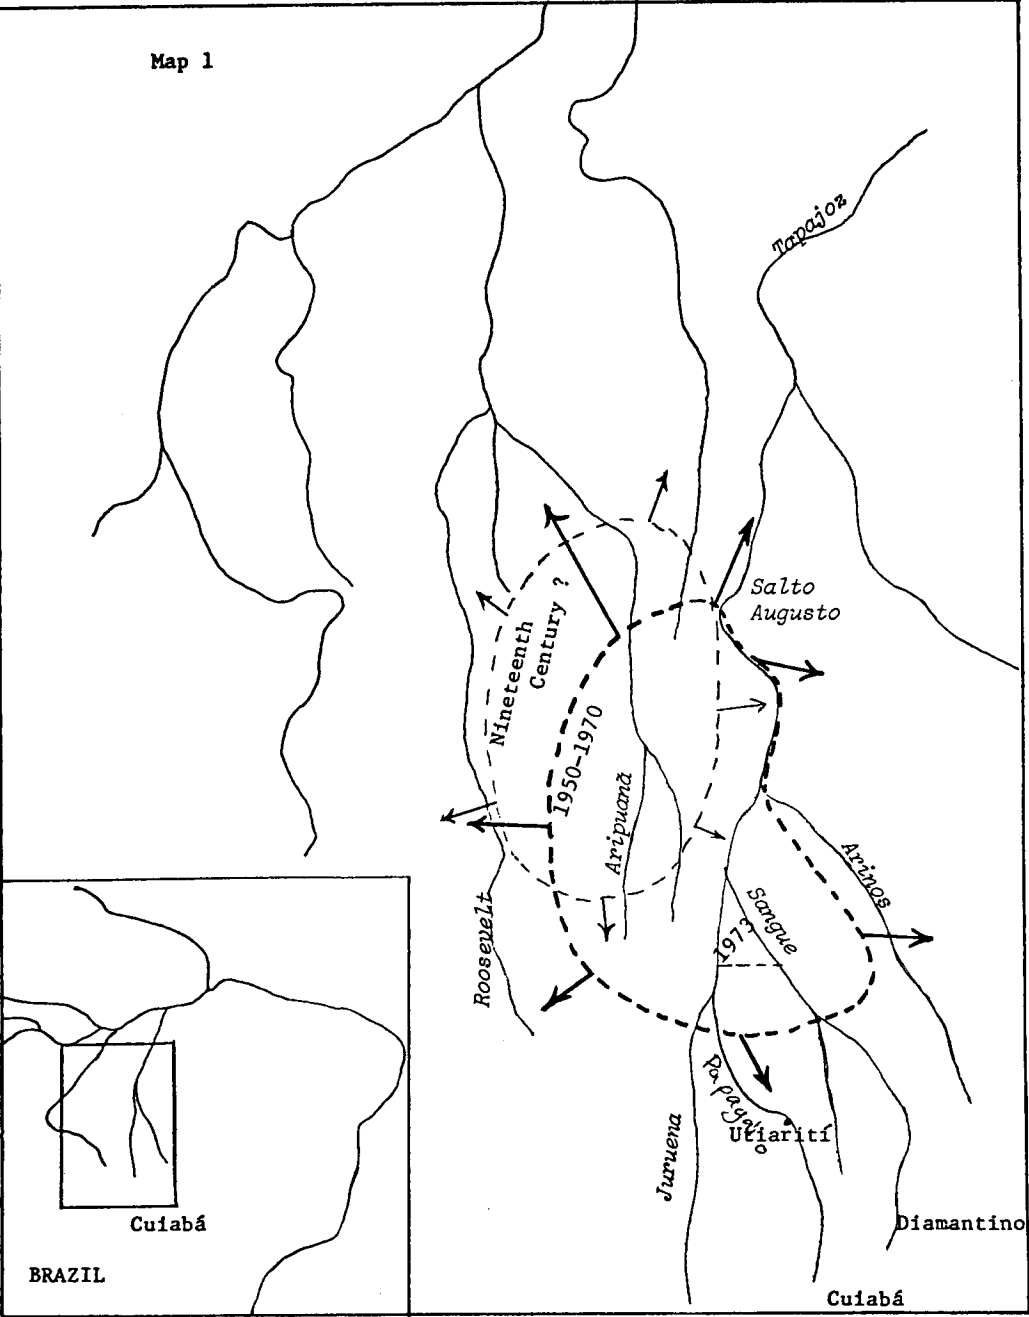 Map 1
Tapajoz
Salto
Augusto
Nineteenth
Century ?
1950-1970
Aripuanã
Arinos
Sangue
1973
Roosevelt
Papagaio
Utiarití
Juruena
Diamantino
Cuiabá
Cuiabá
BRAZIL